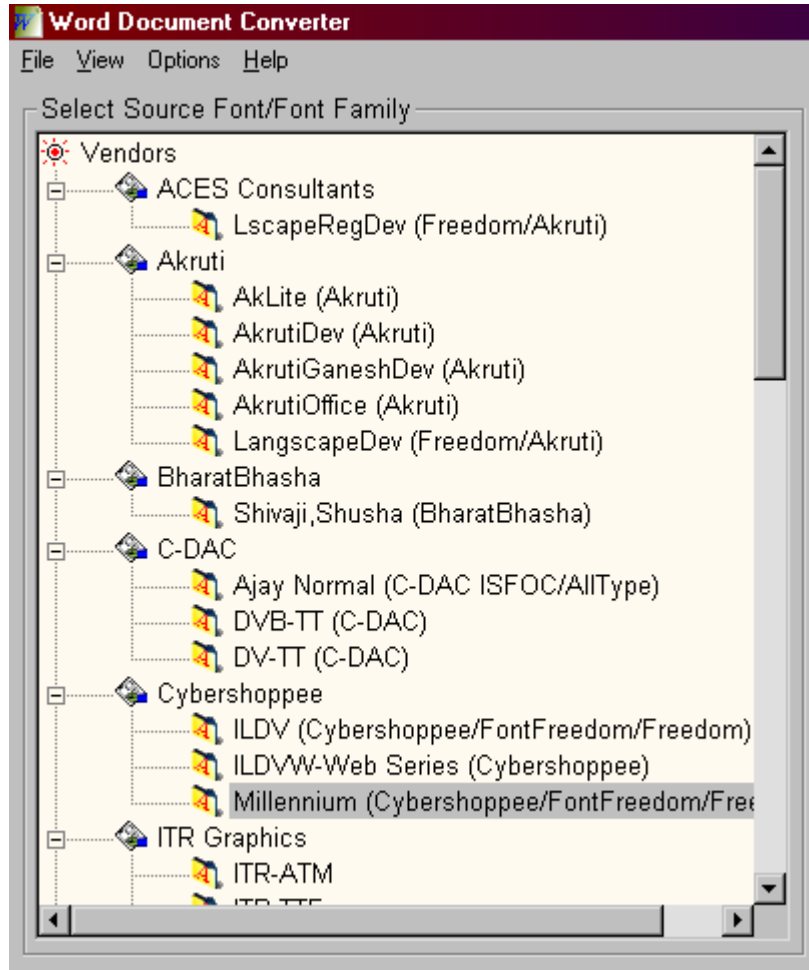 Word Document Converter
File View Options Help
Select Source Font/Font Family
Vendors
ACES Consultants
LscapeRegDev (Freedom/Akruti)
Akruti
AkLite (Akruti)
AkrutiDev (Akruti)
AkrutiGaneshDev (Akruti)
AkrutiOffice (Akruti)
LangscapeDev (Freedom/Akruti)
BharatBhasha
Shivaji,Shusha (BharatBhasha)
C-DAC
Ajay Normal (C-DAC ISFOC/AllType)
DVB-TT (C-DAC)
DV-TT (C-DAC)
Cybershoppee
ILDV (Cybershoppee/FontFreedom/Freedom)
ILDVW-Web Series (Cybershoppee)
Millennium (Cybershoppee/FontFreedom/Free
ITR Graphics
ITR-ATM